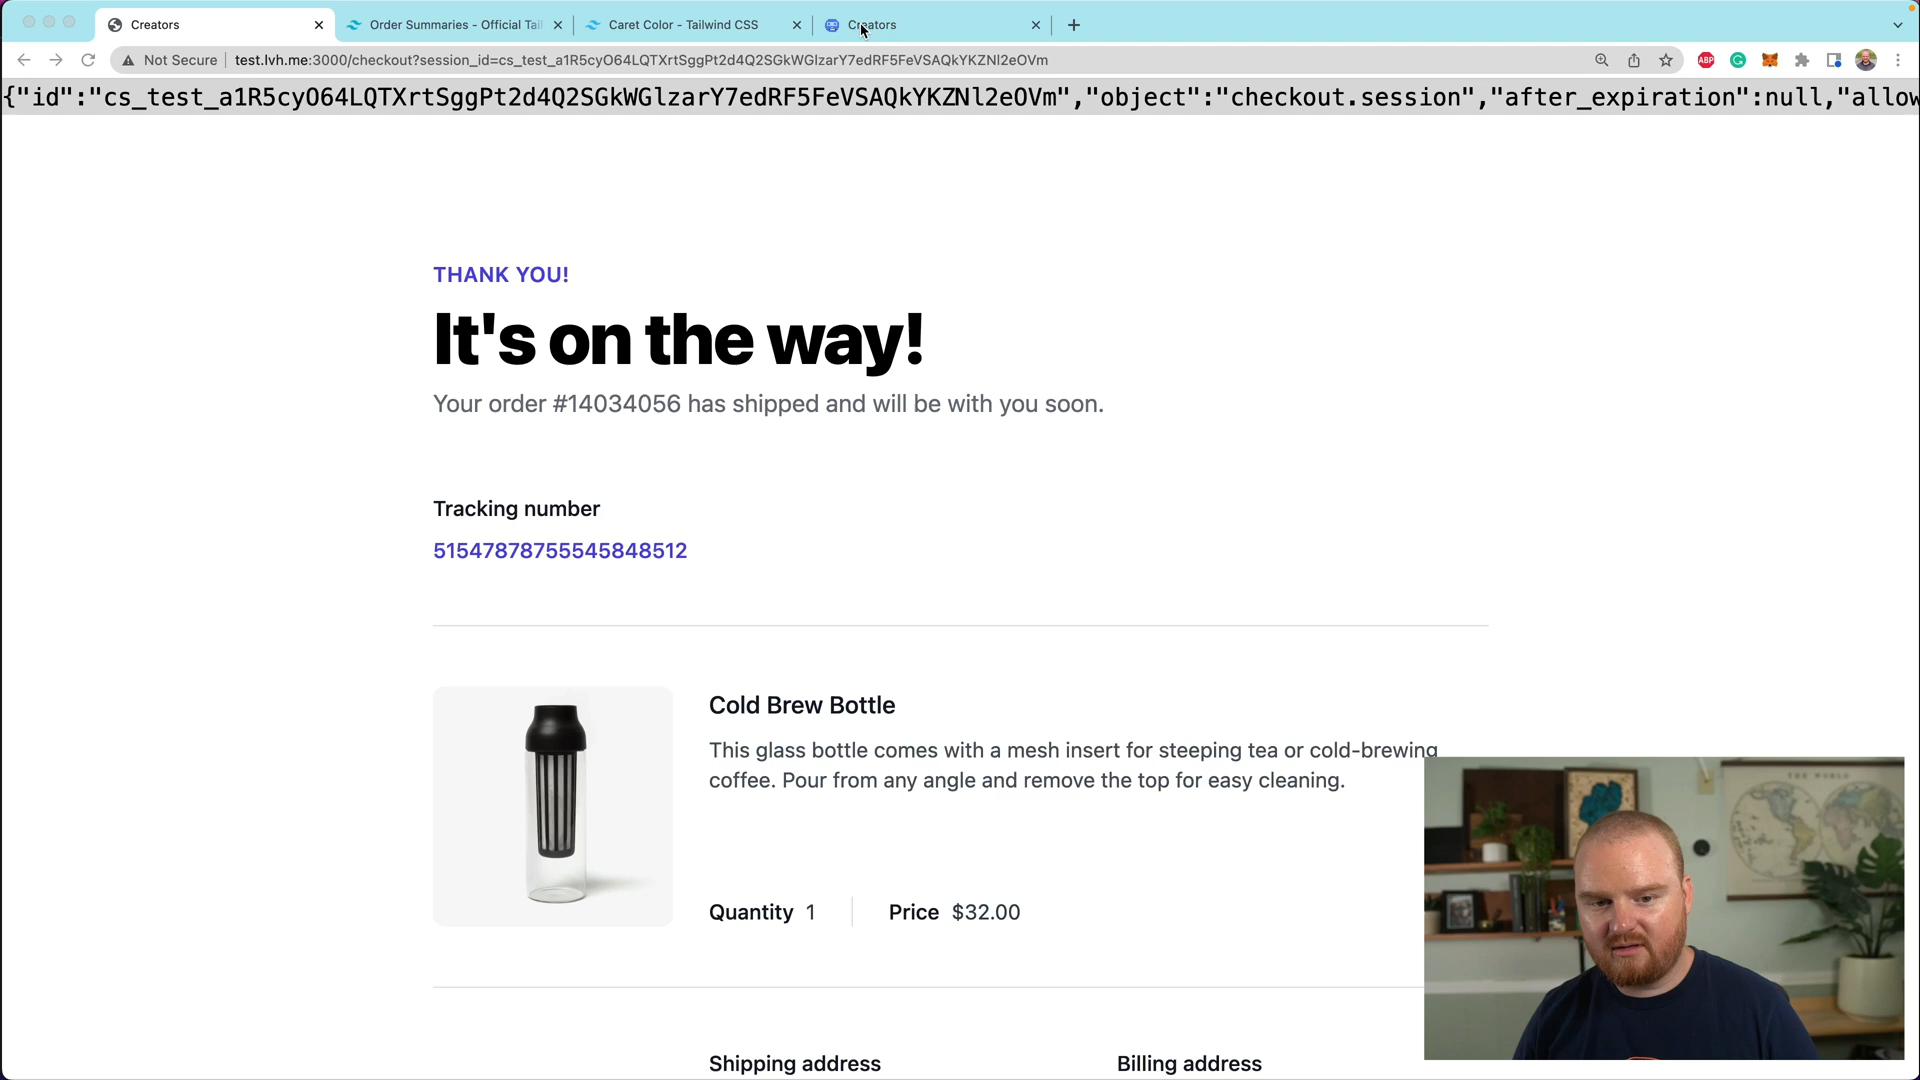 Creators
Order Summaries - Official Tail
Caret Color - Tailwind CSS
Creators
Not Secure
test.lvh.me:3000/checkout?session_id=cs_test_a1R5cyO64LQTXrtSggPt2d4Q2SGkWGlzarY7edRF5FeVSAQkYKZNl2eOVm
ABP
{"id":"cs_test_a1R5cyO64LQTXrtSggPt2d4Q2SGkWGlzarY7edRF5FeVSAQkYKZNl2eOVm","object":"checkout.session","after_expiration":null,"allow
THANK YOU!
It's on the way!
Your order #14034056 has shipped and will be with you soon.
Tracking number
51547878755545848512
Cold Brew Bottle
This glass bottle comes with a mesh insert for steeping tea or cold-brewing
coffee. Pour from any angle and remove the top for easy cleaning.
Quantity 1
Price $32.00
THE WORLD
Shipping address
Billing address